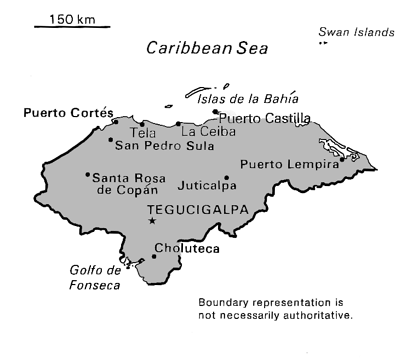 150 km
Swan Islands
Caribbean Sea
Islas de la Bahía
Puerto Cortés
Puerto Castilla
Tela
La Ceiba
San Pedro Sula
Puerto Lempira
Santa Rosa
de Copán
Juticalpa
TEGUCIGALPA
Choluteca
Golfo de
Fonseca
Boundary representation is
not necessarily authoritative.